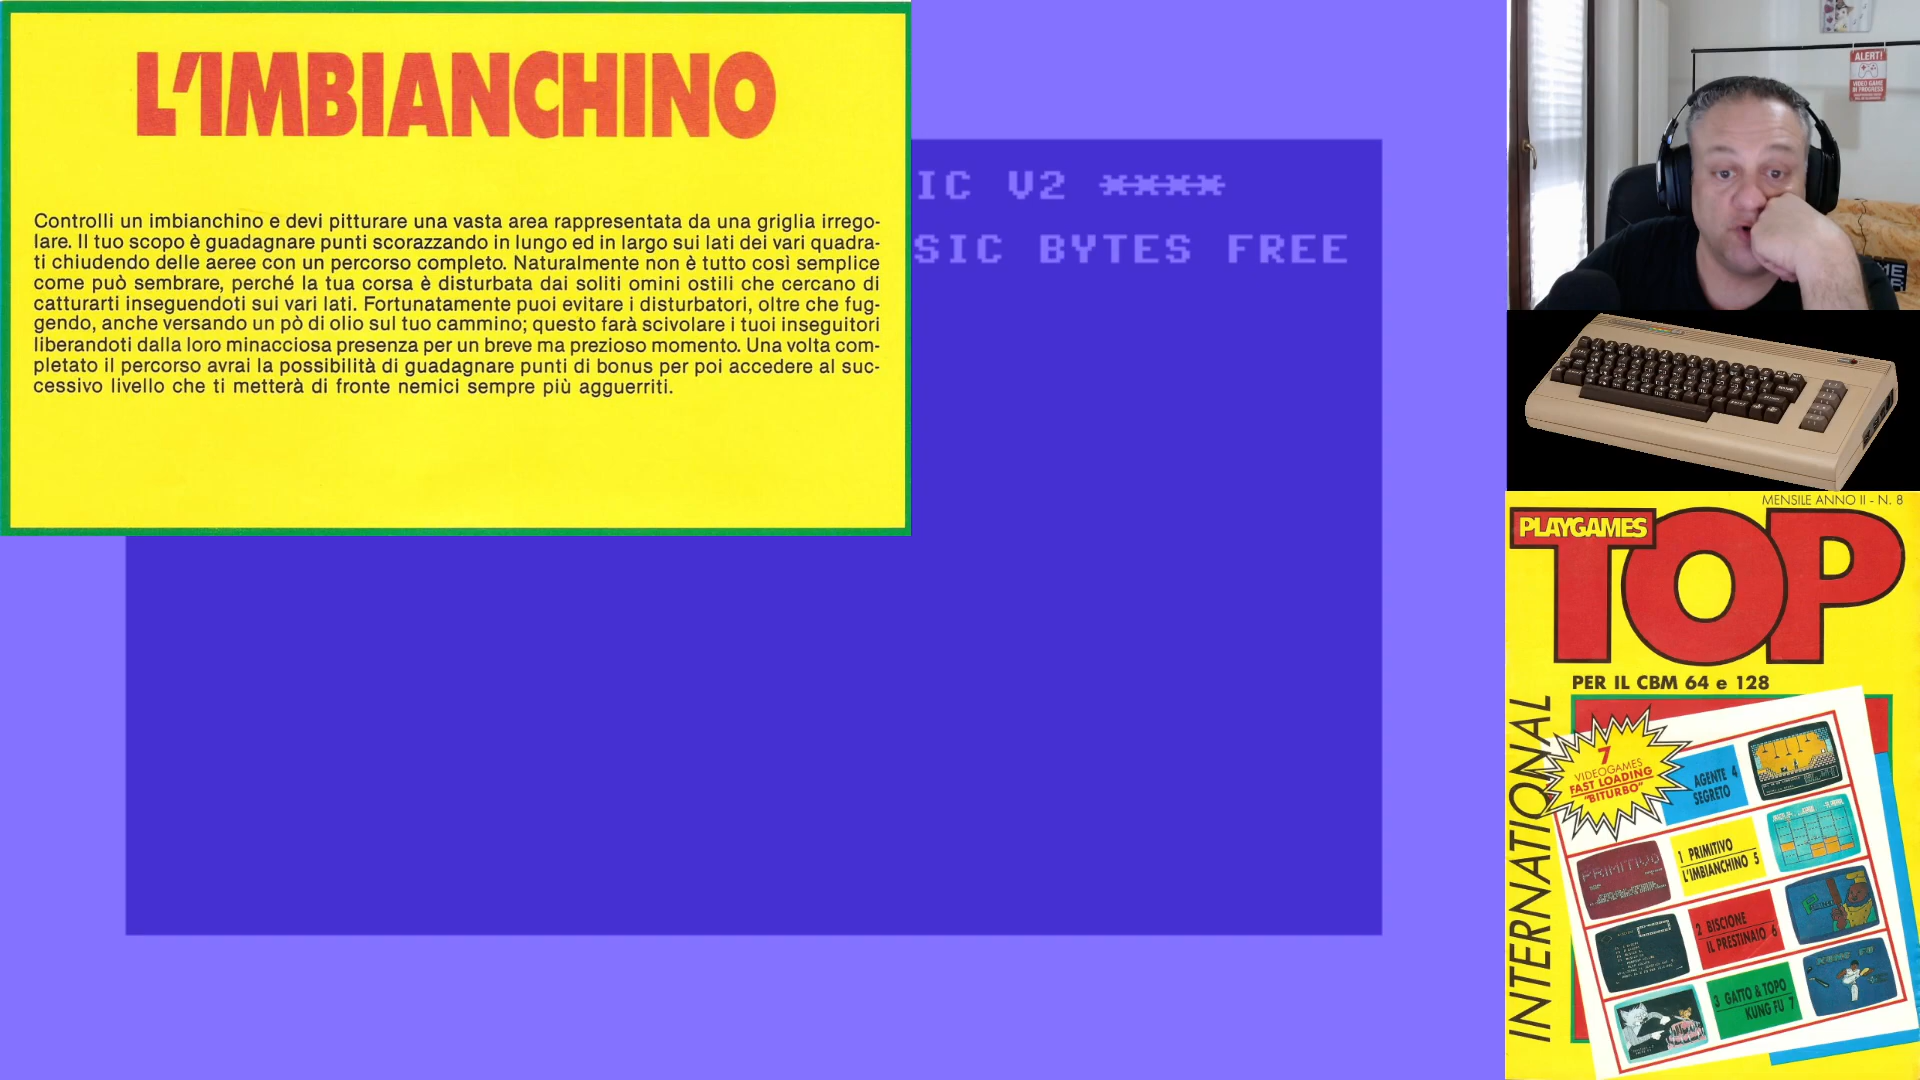 L'IMBIANCHINO
Controlli un imbianchino e devi pitturare una vasta area rappresentata da una griglia irrego-
lare. Il tuo scopo è guadagnare punti scorazzando in lungo ed in largo sui lati dei vari quadra-
ti chiudendo delle aeree con un percorso completo. Naturalmente non è tutto così semplice
come può sembrare, perché la tua corsa è disturbata dai soliti omini ostili che cercano di
catturarti inseguendoti sui vari lati. Fortunatamente puoi evitare i disturbatori, oltre che fug-
gendo, anche versando un pò di olio sul tuo cammino; questo farà scivolare i tuoi inseguitori
liberandoti dalla loro minacciosa presenza per un breve ma prezioso momento. Una volta com-
pletato il percorso avrai la possibilità di guadagnare punti di bonus per poi accedere al suc-
cessivo livello che ti metterà di fronte nemici sempre più agguerriti.
IC V2 ****
SIC BYTES FREE
ALERT!
VIDEO GAME
IN PROGRESS
MENSILE ANNO II - N. 8
PLAYGAMES
TOP
PER IL CBM 64 e 128
INTERNATIONAL
7
VIDEOGAMES
FAST LOADING
"BITURBO"
AGENTE 4
SEGRETO
1 PRIMITIVO
L'IMBIANCHINO 5
PRIMITIVO
2 BISCIONE
IL PRESTINAIO 6
3 GATTO & TOPO
KUNG FU 7
KUNG FU